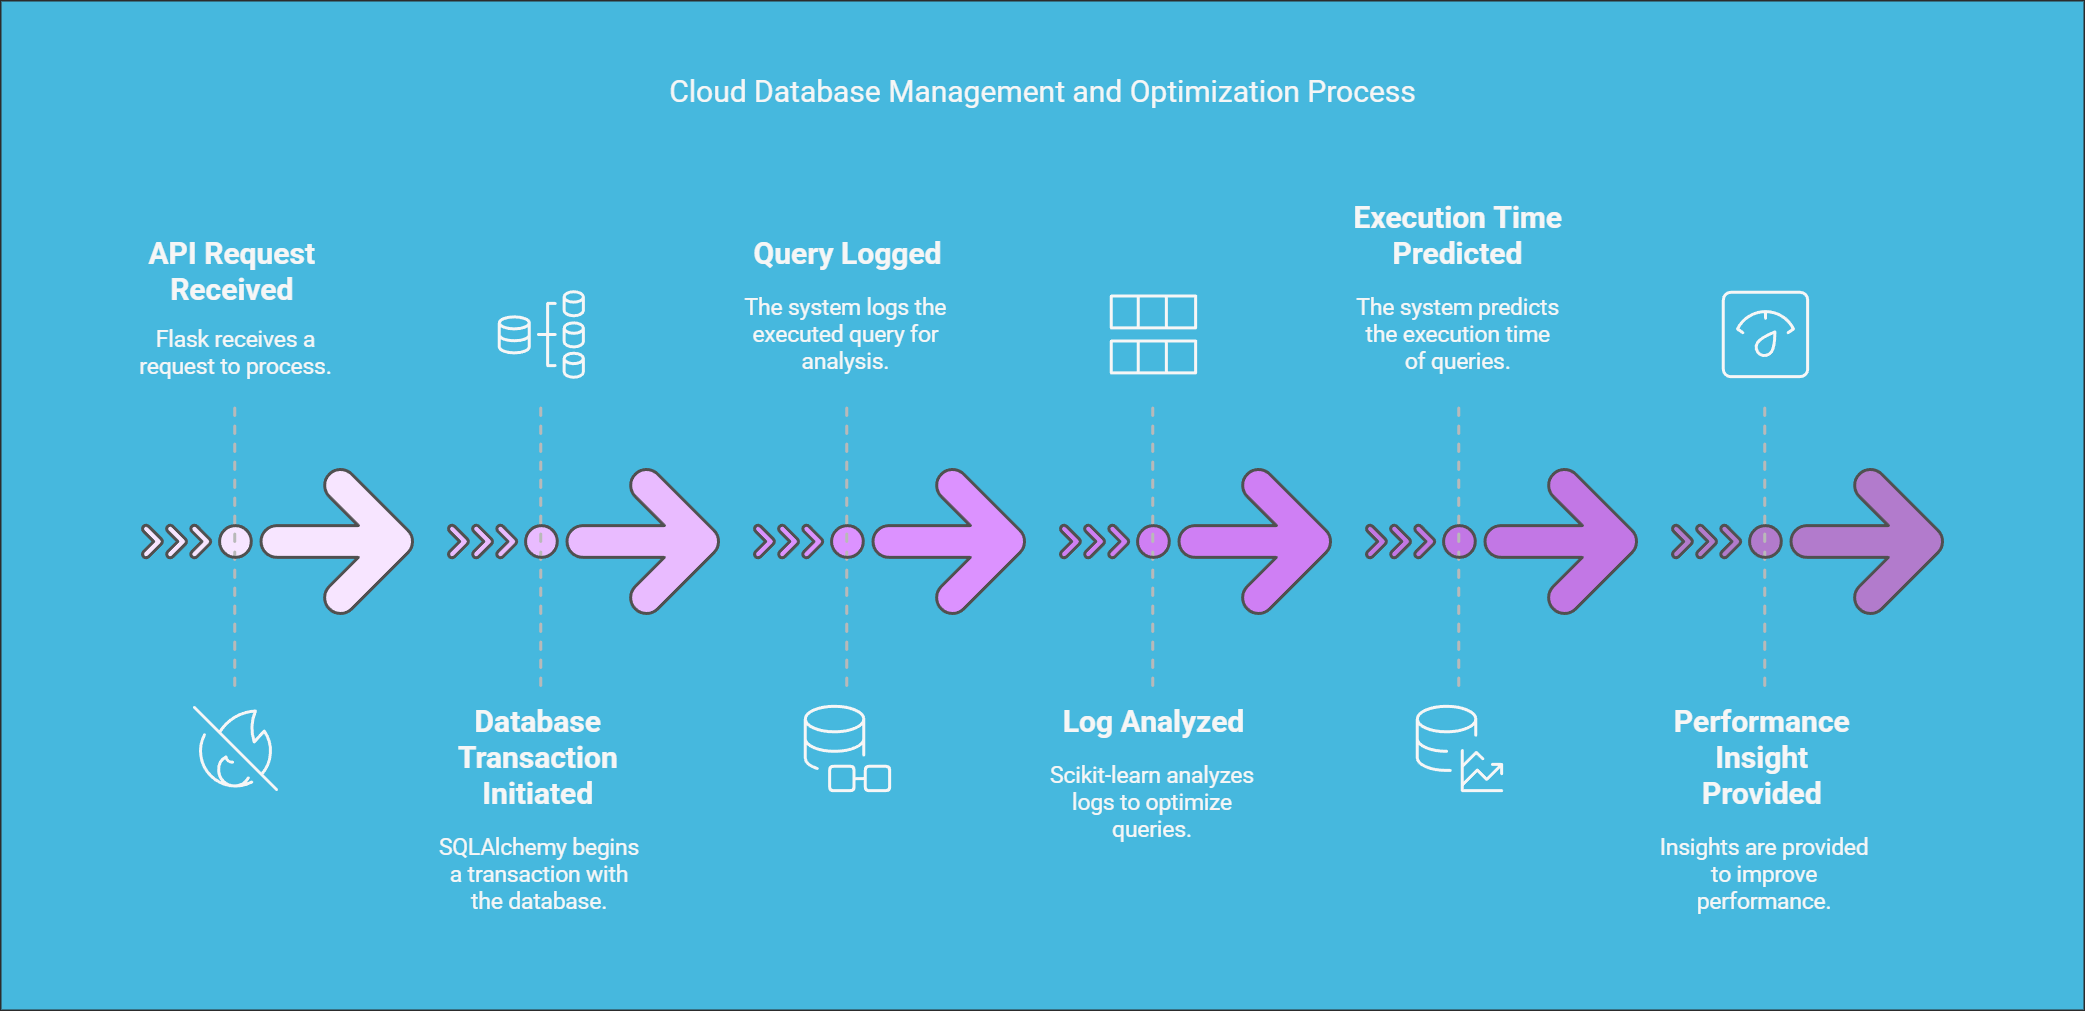 Cloud Database Management and Optimization Process
API Request
Received
Flask receives a
request to process.
Database
Transaction
Initiated
SQLAlchemy begins
a transaction with
the database.
Query Logged
The system logs the
executed query for
analysis.
Log Analyzed
Scikit-learn analyzes
logs to optimize
queries.
Execution Time
Predicted
The system predicts
the execution time
of queries.
Performance
Insight
Provided
Insights are provided
to improve
performance.